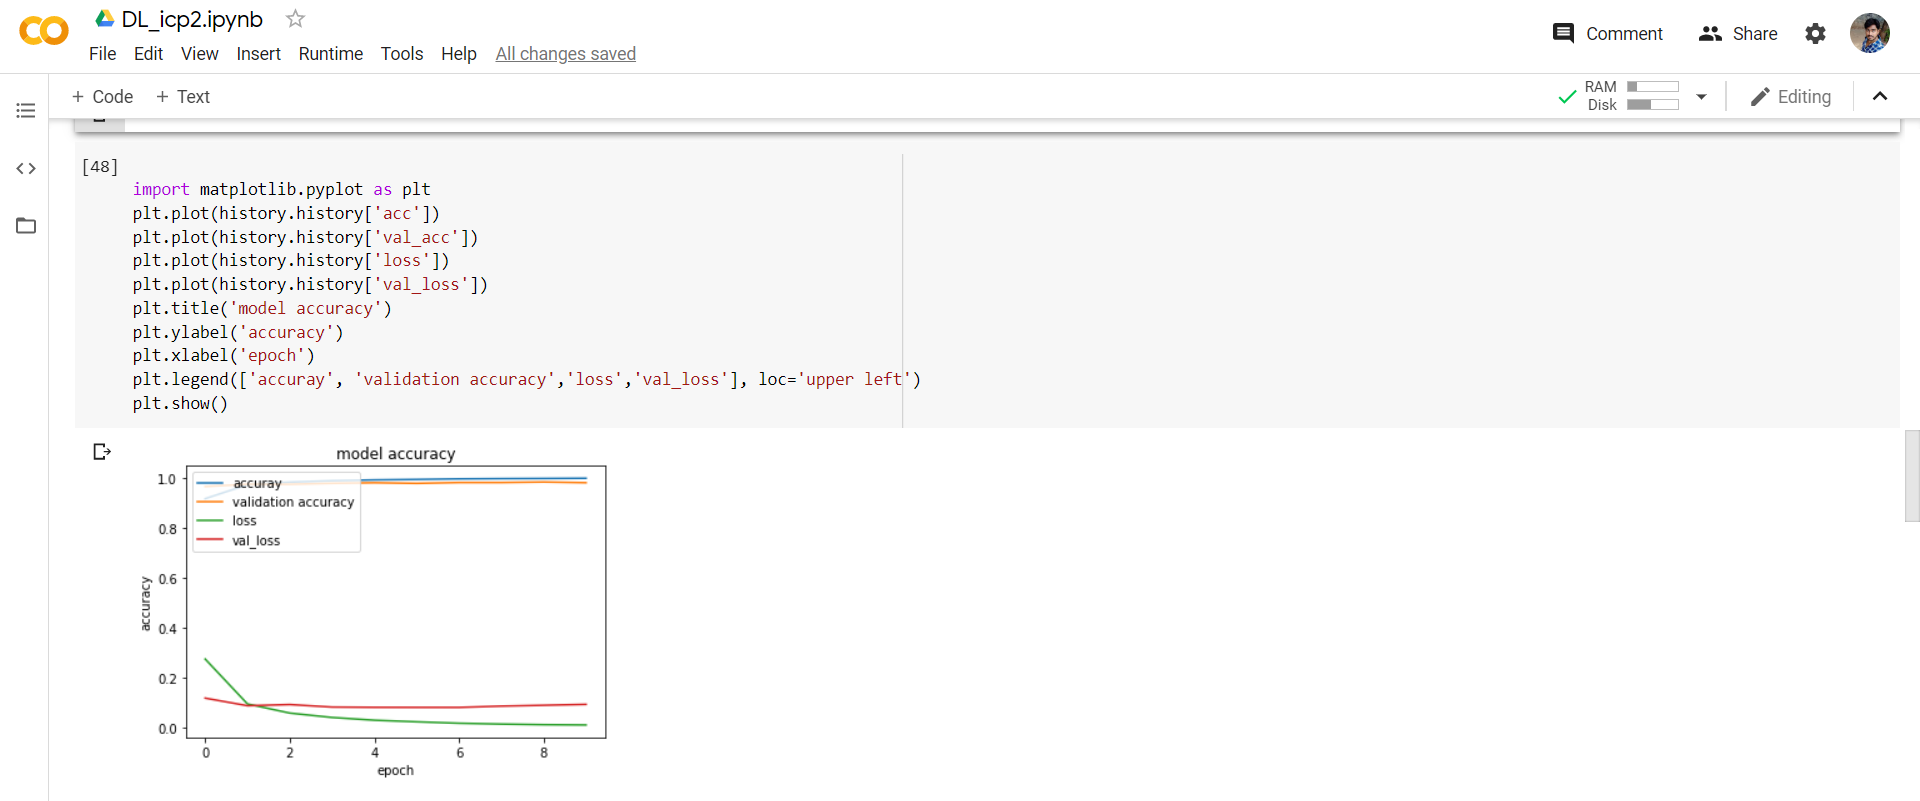 DL_icp2.ipynb
File Edit View Insert Runtime Tools Help All changes saved
Comment Share
+ Code + Text
RAM
Disk
Editing
[48]
import matplotlib.pyplot as plt
plt.plot(history.history['acc'])
plt.plot(history.history['val_acc'])
plt.plot(history.history['loss'])
plt.plot(history.history['val_loss'])
plt.title('model accuracy')
plt.ylabel('accuracy')
plt.xlabel('epoch')
plt.legend(['accuray', 'validation accuracy','loss','val_loss'], loc='upper left')
plt.show()
model accuracy
accuray
validation accuracy
loss
val_loss
1.0
0.8
0.6
0.4
0.2
0.0
accuracy
0 2 4 6 8
epoch